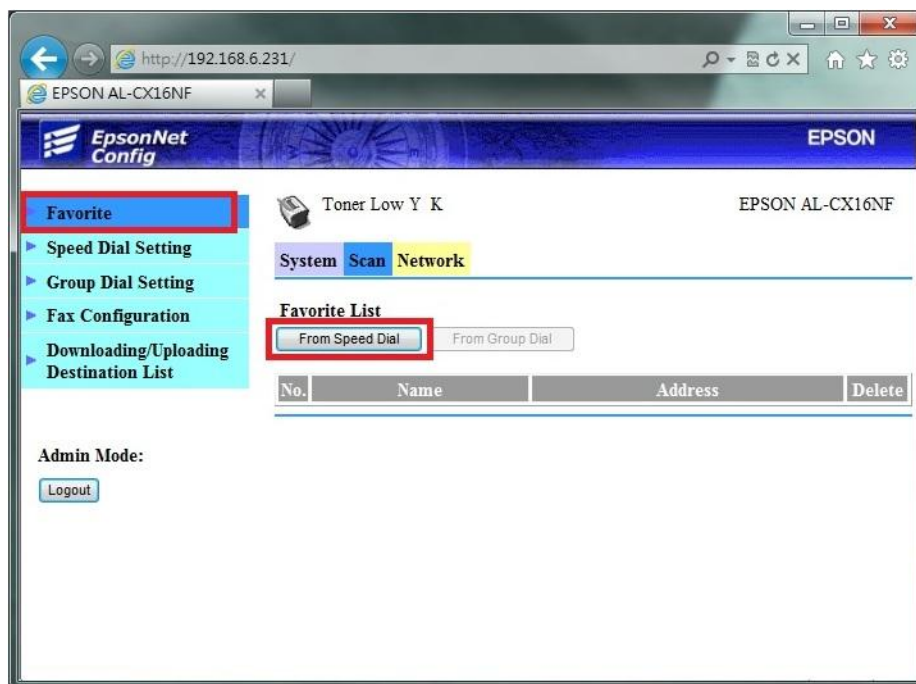 http://192.168.6.231/
EPSON AL-CX16NF
EpsonNet
Config
EPSON
Favorite
Speed Dial Setting
Group Dial Setting
Fax Configuration
Downloading/Uploading
Destination List
Admin Mode:
Logout
Toner Low Y K
EPSON AL-CX16NF
System Scan Network
Favorite List
From Speed Dial From Group Dial
No. Name Address Delete